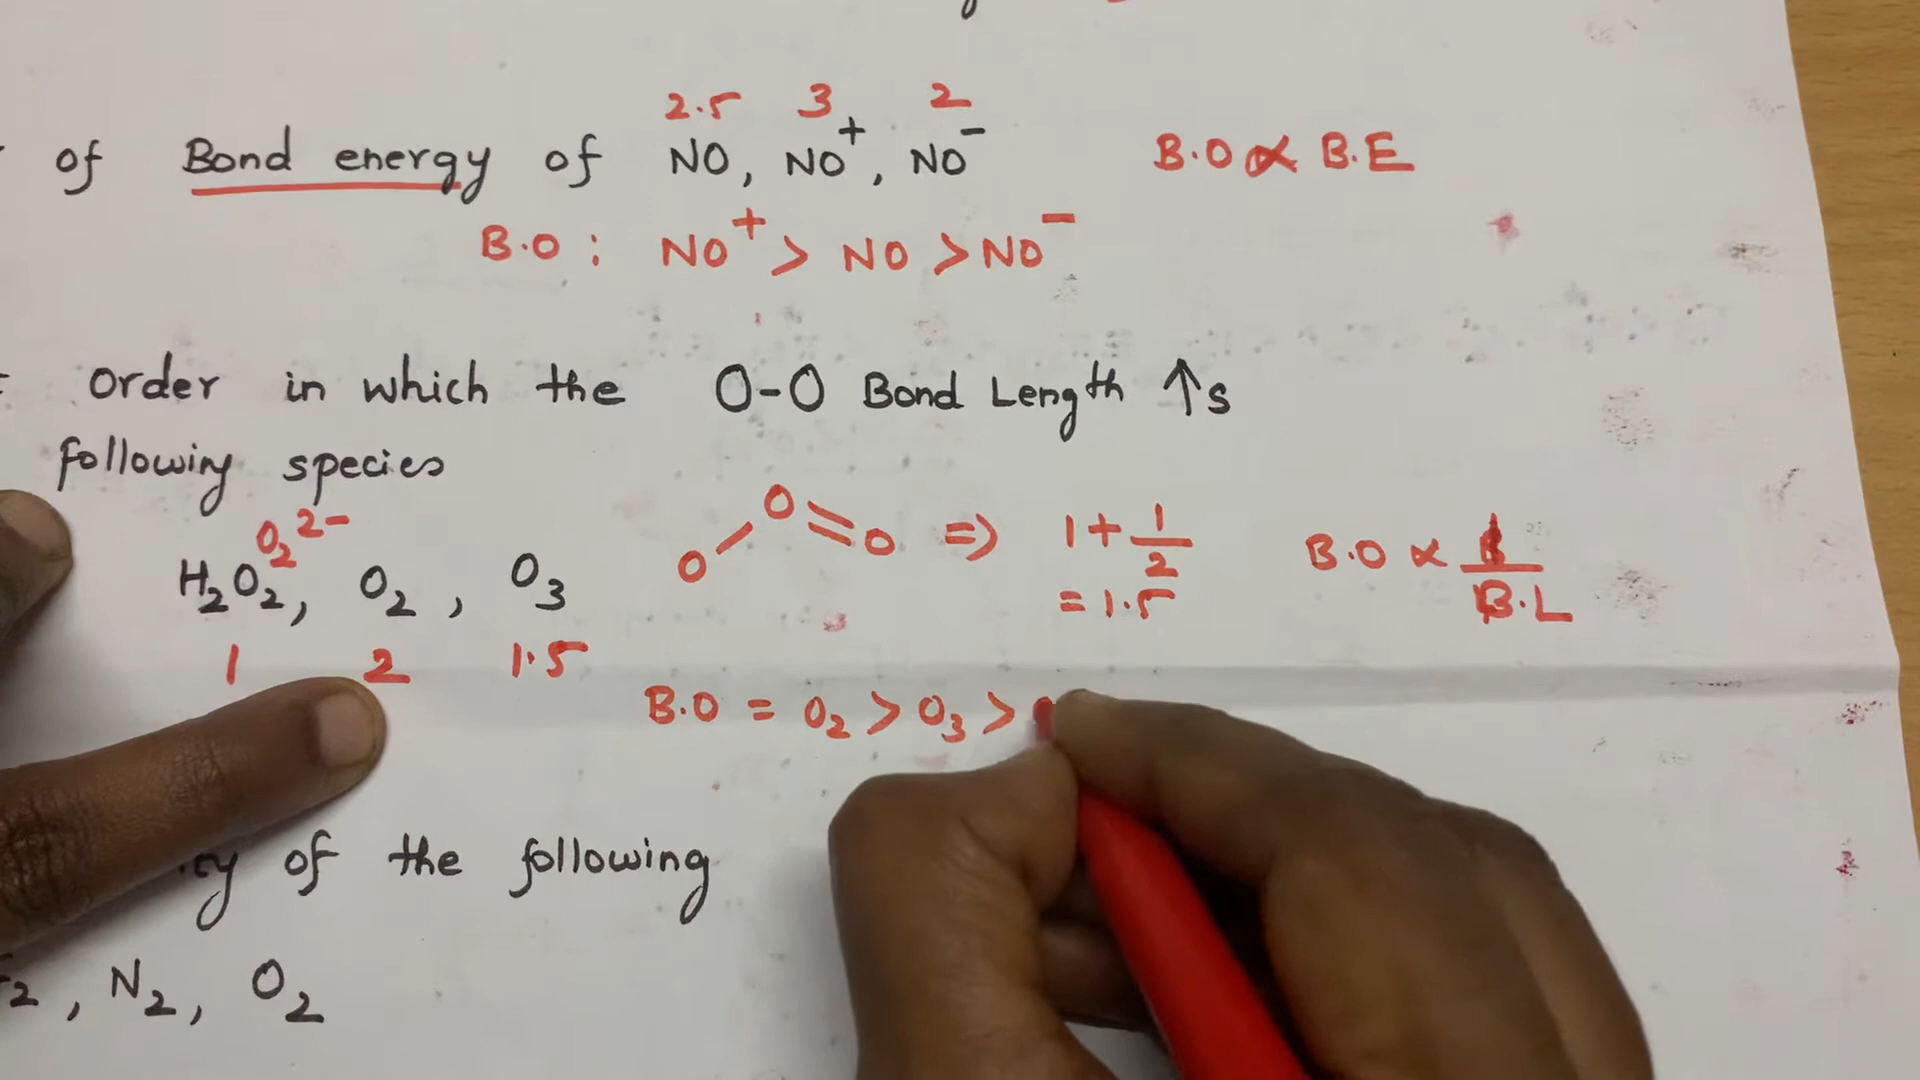 2.5 3 2
of Bond energy of NO, NO⁺, NO⁻ B.O ∝ B.E
B.O : NO⁺ > NO > NO⁻
Order in which the O-O Bond Length ↑s
following species
O₂²⁻
H₂O₂, O₂, O₃
1 2 1.5
O-O=O => 1 + 1/2
= 1.5
B.O ∝ 1/B.L
B.O = O₂ > O₃ >
of the following
₂, N₂, O₂